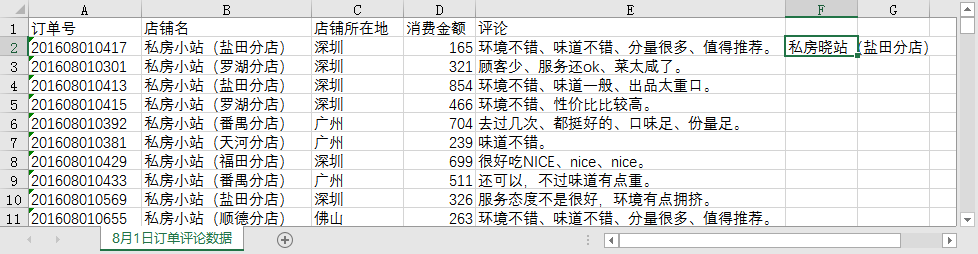 A B C D E F G
1 订单号 店铺名 店铺所在地 消费金额 评论
2 201608010417 私房小站（盐田分店） 深圳 165 环境不错、味道不错、分量很多、值得推荐。 私房晓站（盐田分店）
3 201608010301 私房小站（罗湖分店） 深圳 321 顾客少、服务还ok、菜太咸了。
4 201608010413 私房小站（盐田分店） 深圳 854 环境不错、味道一般、出品太重口。
5 201608010415 私房小站（罗湖分店） 深圳 466 环境不错、性价比比较高。
6 201608010392 私房小站（番禺分店） 广州 704 去过几次、都挺好的、口味足、份量足。
7 201608010381 私房小站（天河分店） 广州 239 味道不错。
8 201608010429 私房小站（福田分店） 深圳 699 很好吃NICE、nice、nice。
9 201608010433 私房小站（番禺分店） 广州 511 还可以，不过味道有点重。
10 201608010569 私房小站（盐田分店） 深圳 326 服务态度不是很好，环境有点拥挤。
11 201608010655 私房小站（顺德分店） 佛山 263 环境不错、味道不错、分量很多、值得推荐。
8月1日订单评论数据